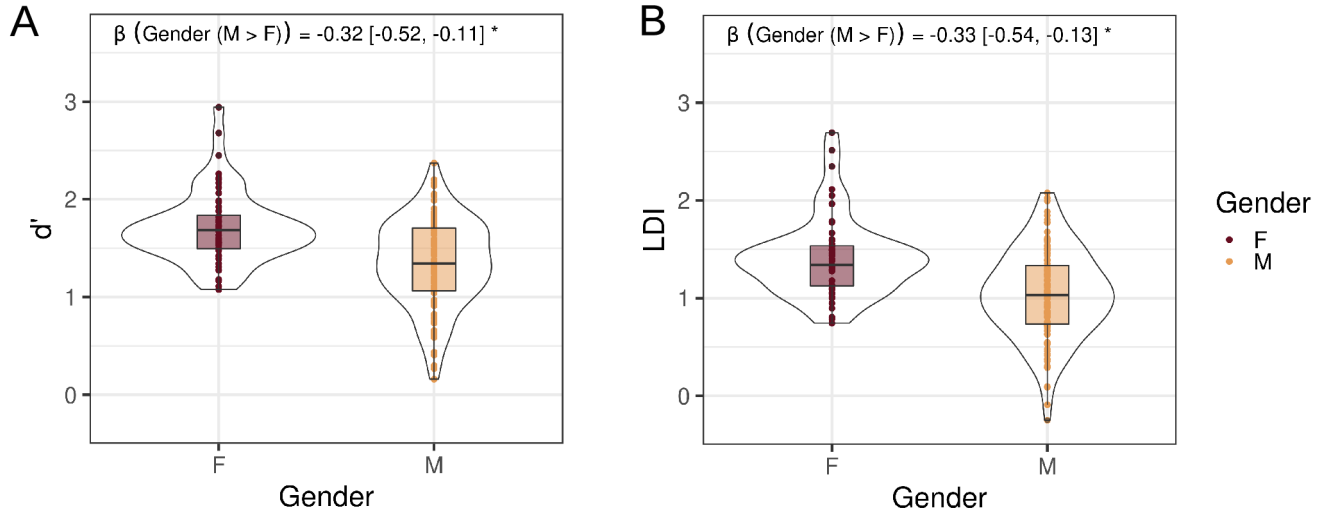 A
β (Gender (M > F)) = -0.32 [-0.52, -0.11] *
d'
3
2
1
0
F
M
Gender
B
β (Gender (M > F)) = -0.33 [-0.54, -0.13] *
LDI
3
2
1
0
F
M
Gender
Gender
F
M